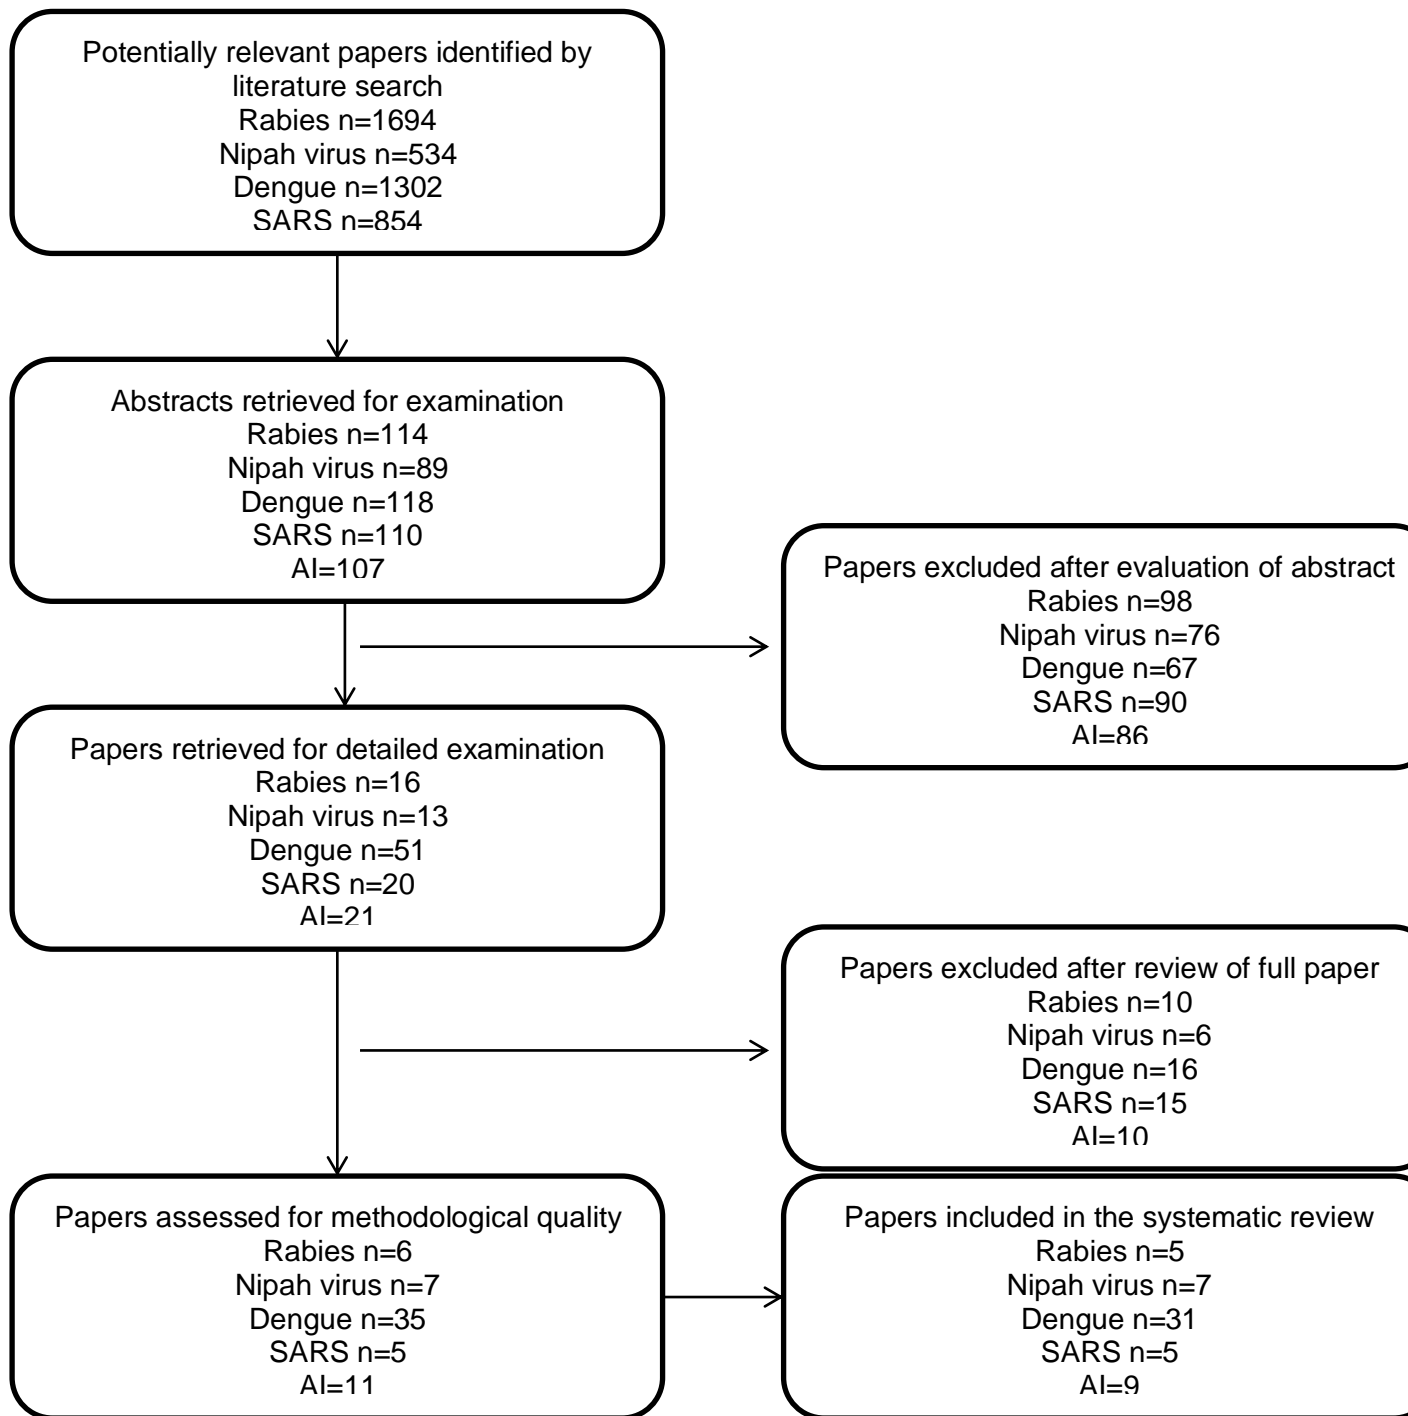 Potentially relevant papers identified by
literature search
Rabies n=1694
Nipah virus n=534
Dengue n=1302
SARS n=854
Abstracts retrieved for examination
Rabies n=114
Nipah virus n=89
Dengue n=118
SARS n=110
AI=107
Papers excluded after evaluation of abstract
Rabies n=98
Nipah virus n=76
Dengue n=67
SARS n=90
AI=86
Papers retrieved for detailed examination
Rabies n=16
Nipah virus n=13
Dengue n=51
SARS n=20
AI=21
Papers excluded after review of full paper
Rabies n=10
Nipah virus n=6
Dengue n=16
SARS n=15
AI=10
Papers assessed for methodological quality
Rabies n=6
Nipah virus n=7
Dengue n=35
SARS n=5
AI=11
Papers included in the systematic review
Rabies n=5
Nipah virus n=7
Dengue n=31
SARS n=5
AI=9